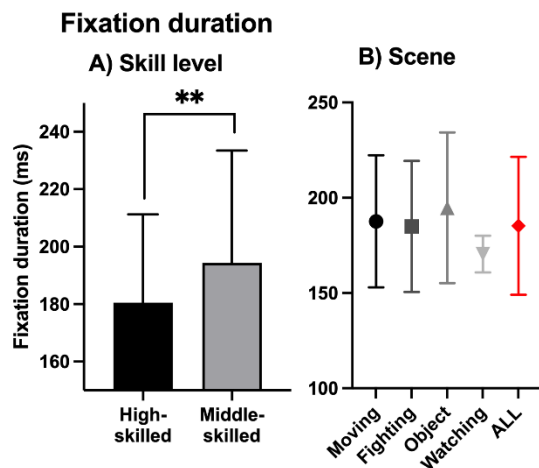 Fixation duration
A) Skill level
**
Fixation duration (ms)
240
220
200
180
160
High-
skilled
Middle-
skilled
B) Scene
250
200
150
100
Moving
Fighting
Object
Watching
ALL